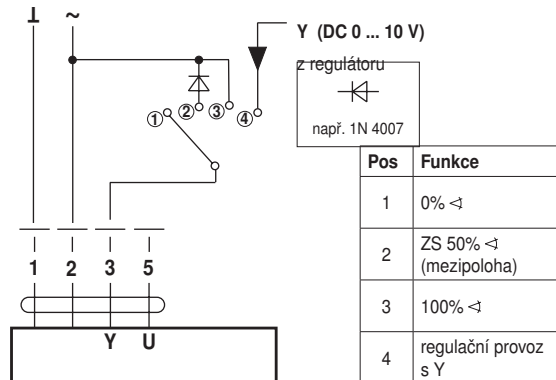 ⊥ ~
Y (DC 0 ... 10 V)
z regulátoru
① ② ③ ④
např. 1N 4007
Pos Funkce
1 0% ∢
2 ZS 50% ∢
(mezipoloha)
3 100% ∢
4 regulační provoz
s Y
1 2 3 5
Y U